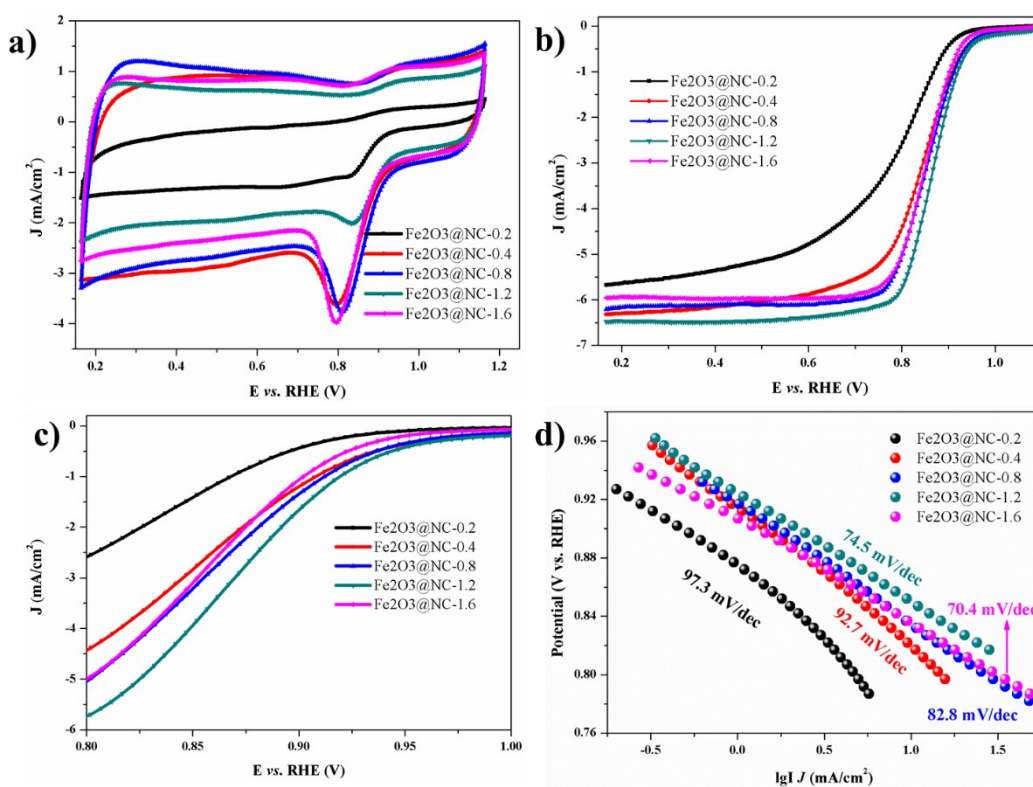 a)
J (mA/cm²)
2
1
0
-1
-2
-3
-4
Fe2O3@NC-0.2
Fe2O3@NC-0.4
Fe2O3@NC-0.8
Fe2O3@NC-1.2
Fe2O3@NC-1.6
0.2 0.4 0.6 0.8 1.0 1.2
E vs. RHE (V)
b)
J (mA/cm²)
0
-1
-2
-3
-4
-5
-6
-7
Fe2O3@NC-0.2
Fe2O3@NC-0.4
Fe2O3@NC-0.8
Fe2O3@NC-1.2
Fe2O3@NC-1.6
0.2 0.4 0.6 0.8 1.0
E vs. RHE (V)
c)
J (mA/cm²)
0
-1
-2
-3
-4
-5
-6
Fe2O3@NC-0.2
Fe2O3@NC-0.4
Fe2O3@NC-0.8
Fe2O3@NC-1.2
Fe2O3@NC-1.6
0.80 0.85 0.90 0.95 1.00
E vs. RHE (V)
d)
Potential (V vs. RHE)
0.96
0.92
0.88
0.84
0.80
0.76
Fe2O3@NC-0.2
Fe2O3@NC-0.4
Fe2O3@NC-0.8
Fe2O3@NC-1.2
Fe2O3@NC-1.6
74.5 mV/dec
70.4 mV/dec
97.3 mV/dec
92.7 mV/dec
82.8 mV/dec
-0.5 0.0 0.5 1.0 1.5
lgI J (mA/cm²)